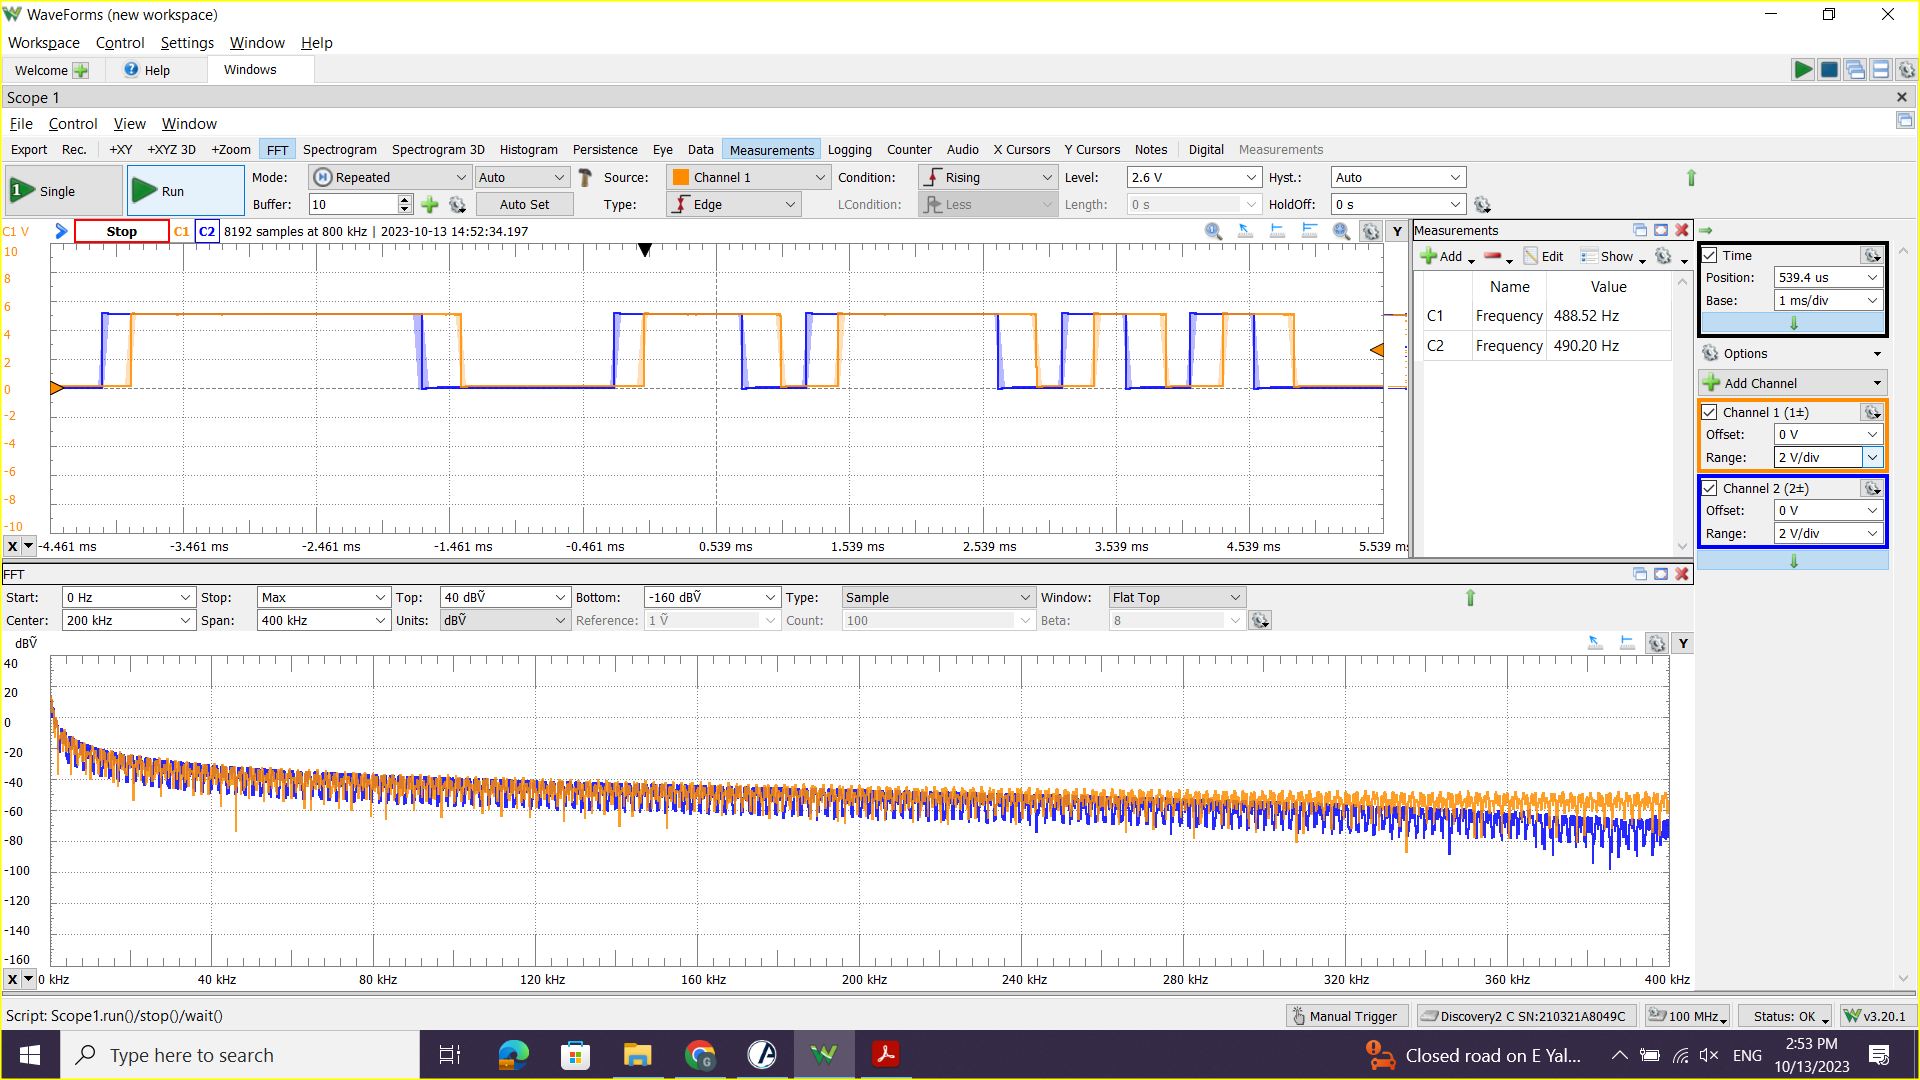 WaveForms (new workspace)
Workspace Control Settings Window Help
Welcome Help Windows
Scope 1
File Control View Window
Export Rec. +XY +XYZ 3D +Zoom FFT Spectrogram Spectrogram 3D Histogram Persistence Eye Data Measurements Logging Counter Audio X Cursors Y Cursors Notes Digital Measurements
1 Single Run Mode: Repeated Auto Source: Channel 1 Condition: Rising Level: 2.6 V Hyst.: Auto
Buffer: 10 Auto Set Type: Edge LCondition: Less Length: 0 s HoldOff: 0 s
C1 V Stop C1 C2 8192 samples at 800 kHz | 2023-10-13 14:52:34.197 Y
10
8
6
4
2
0
-2
-4
-6
-8
-10
X -4.461 ms -3.461 ms -2.461 ms -1.461 ms -0.461 ms 0.539 ms 1.539 ms 2.539 ms 3.539 ms 4.539 ms 5.539 ms
Measurements
Add Edit Show
Name Value
C1 Frequency 488.52 Hz
C2 Frequency 490.20 Hz
Time
Position: 539.4 us
Base: 1 ms/div
Options
Add Channel
Channel 1 (1±)
Offset: 0 V
Range: 2 V/div
Channel 2 (2±)
Offset: 0 V
Range: 2 V/div
FFT
Start: 0 Hz Stop: Max Top: 40 dBṼ Bottom: -160 dBṼ Type: Sample Window: Flat Top
Center: 200 kHz Span: 400 kHz Units: dBṼ Reference: 1 Ṽ Count: 100 Beta: 8
dBṼ Y
40
20
0
-20
-40
-60
-80
-100
-120
-140
-160
X 0 kHz 40 kHz 80 kHz 120 kHz 160 kHz 200 kHz 240 kHz 280 kHz 320 kHz 360 kHz 400 kHz
Script: Scope1.run()/stop()/wait() Manual Trigger Discovery2 C SN:210321A8049C 100 MHz Status: OK v3.20.1
Type here to search Closed road on E Yal... ENG 2:53 PM
10/13/2023